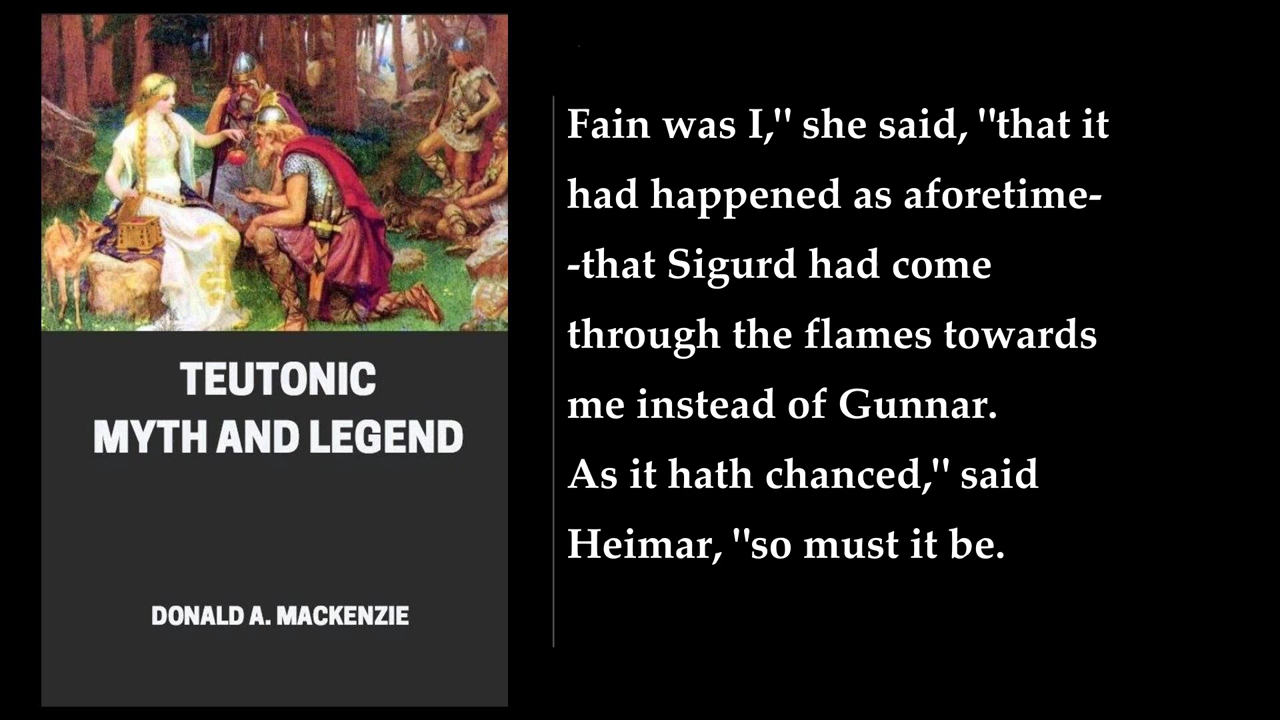 TEUTONIC
MYTH AND LEGEND
DONALD A. MACKENZIE
Fain was I," she said, "that it
had happened as aforetime-
-that Sigurd had come
through the flames towards
me instead of Gunnar.
As it hath chanced," said
Heimar, "so must it be.